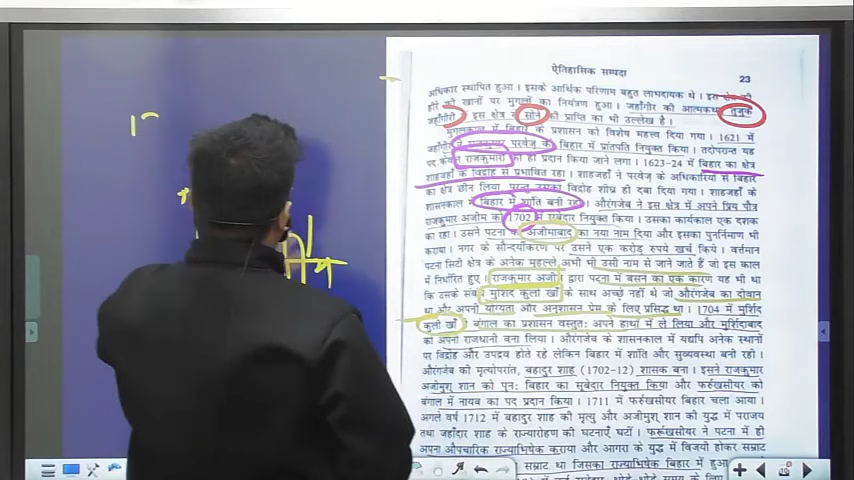 ऐतिहासिक सम्पदा
23
अधिकार स्थापित हुआ । इसके आर्थिक परिणाम बहुत लाभदायक थे । इस क्षेत्र की
हीरे की खानों पर मुगलों का नियंत्रण हुआ । जहाँगीर की आत्मकथा तुजुक
जहाँगीरी इस क्षेत्र से सोने की प्राप्ति का भी उल्लेख है ।
मुगलकाल में बिहार के प्रशासन को विशेष महत्त्व दिया गया । 1621 में
जहाँगीर ने राजकुमार परवेज को बिहार में प्रांतपति नियुक्त किया । तदोपरान्त यह
पद केवल राजकुमारों को ही प्रदान किया जाने लगा । 1623-24 में बिहार का क्षेत्र
शाहजहाँ के विद्रोह से प्रभावित रहा । शाहजहाँ ने परवेज के अधिकारियों से बिहार
का क्षेत्र छीन लिया, परन्तु उसका विद्रोह शीघ्र ही दबा दिया गया । शाहजहाँ के
शासनकाल में बिहार में शांति बनी रही । औरंगजेब ने इस क्षेत्र में अपने प्रिय पौत्र
राजकुमार अजीम को 1702 में सूबेदार नियुक्त किया । उसका कार्यकाल एक दशक
का रहा । उसने पटना का अजीमाबाद का नया नाम दिया और इसका पुनर्निमाण भी
कराया । नगर के सौन्दर्यीकरण पर उसने एक करोड़ रुपये खर्च किये । वर्त्तमान
पटना सिटी क्षेत्र के अनेक मुहल्ले अभी भी उसी नाम से जाने जाते हैं जो इस काल
में निर्धारित हुए । राजकुमार अजीम द्वारा पटना में बसने का एक कारण यह भी था
कि उसके संबंध मुर्शिद कुली खाँ के साथ अच्छे नहीं थे जो औरंगजेब का दीवान
था और अपनी योग्यता और अनुशासन प्रेम के लिए प्रसिद्ध था । 1704 में मुर्शिद
कुली खाँ बंगाल का प्रशासन वस्तुत: अपने हाथों में ले लिया और मुर्शिदाबाद
को अपना राजधानी बना लिया । औरंगजेब के शासनकाल में यद्यपि अनेक स्थानों
पर विद्रोह और उपद्रव होते रहे लेकिन बिहार में शांति और सुव्यवस्था बनी रही ।
औरंगजेब की मृत्योपरांत, बहादुर शाह (1702-12) शासक बना । इसने राजकुमार
अजीमुश् शान को पुन: बिहार का सूबेदार नियुक्त किया और फर्रुखसीयर को
बंगाल में नायब का पद प्रदान किया । 1711 में फर्रुखसीयर बिहार चला आया ।
अगले वर्ष 1712 में बहादुर शाह की मृत्यु और अजीमुश् शान को युद्ध में पराजय
तथा जहाँदार शाह के राज्यारोहण की घटनाएँ घटीं । फर्रूखसीयर ने पटना में ही
अपना औपचारिक राज्याभिषेक कराया और आगरा के युद्ध में विजयी होकर सम्राट
सम्राट था जिसका राज्याभिषेक बिहार में हुआ